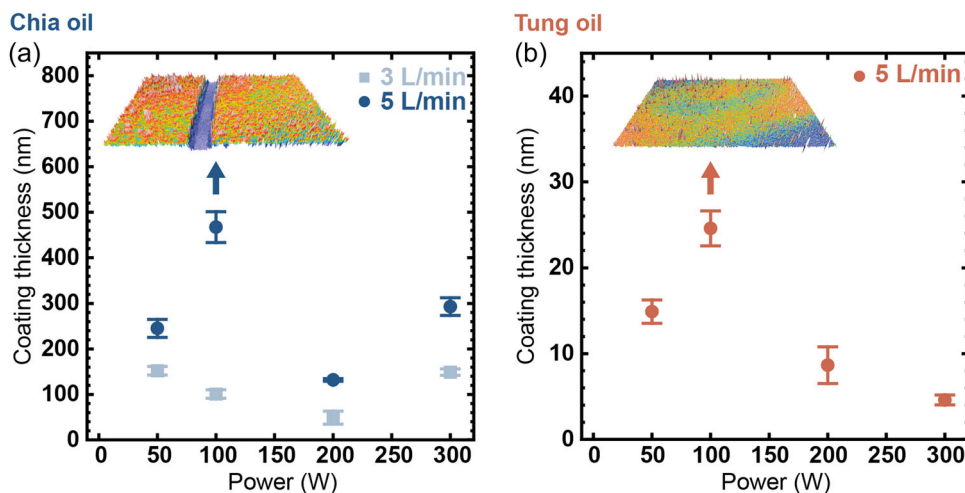 Chia oil
Tung oil
(a)
3 L/min
5 L/min
Coating thickness (nm)
800
700
600
500
400
300
200
100
0
0 50 100 150 200 250 300
Power (W)
(b)
5 L/min
Coating thickness (nm)
40
30
20
10
0
0 50 100 150 200 250 300
Power (W)